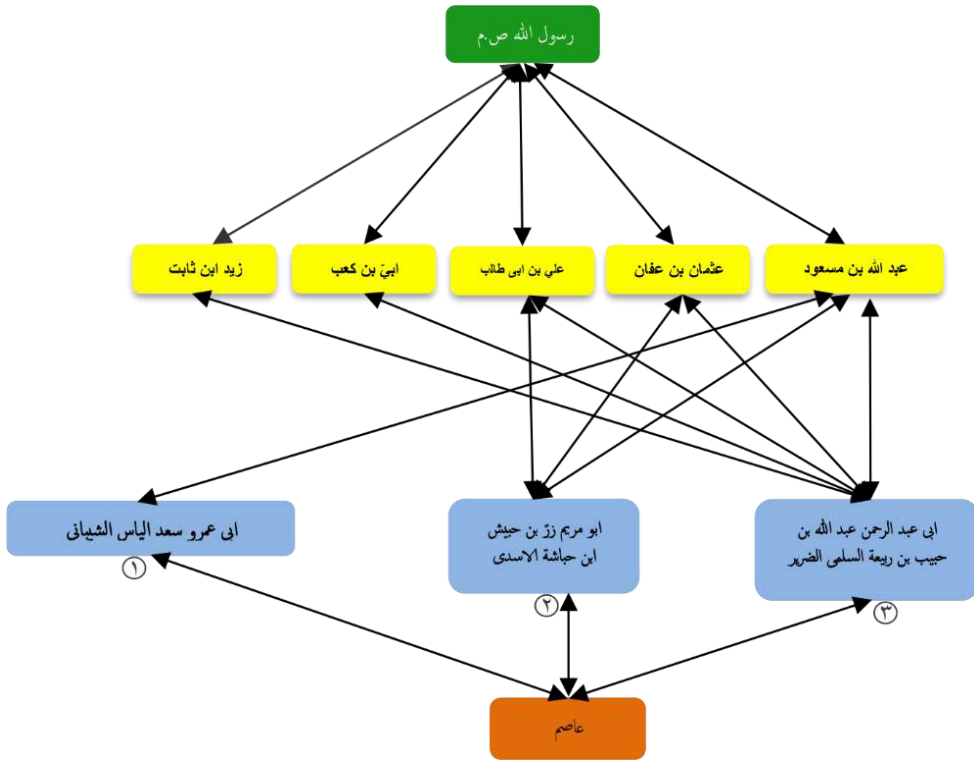 رسول الله ص.م
عبد الله بن مسعود
عثمان بن عفان
علي بن ابى طالب
ابيّ بن كعب
زيد ابن ثابت
ابى عبد الرحمن عبد الله بن
حبيب بن ربيعة السلمى الضرير
٣
ابو مريم زرّ بن حبيش
ابن حباشة الاسدى
٢
ابى عمرو سعد الياس الشيبانى
١
عاصم